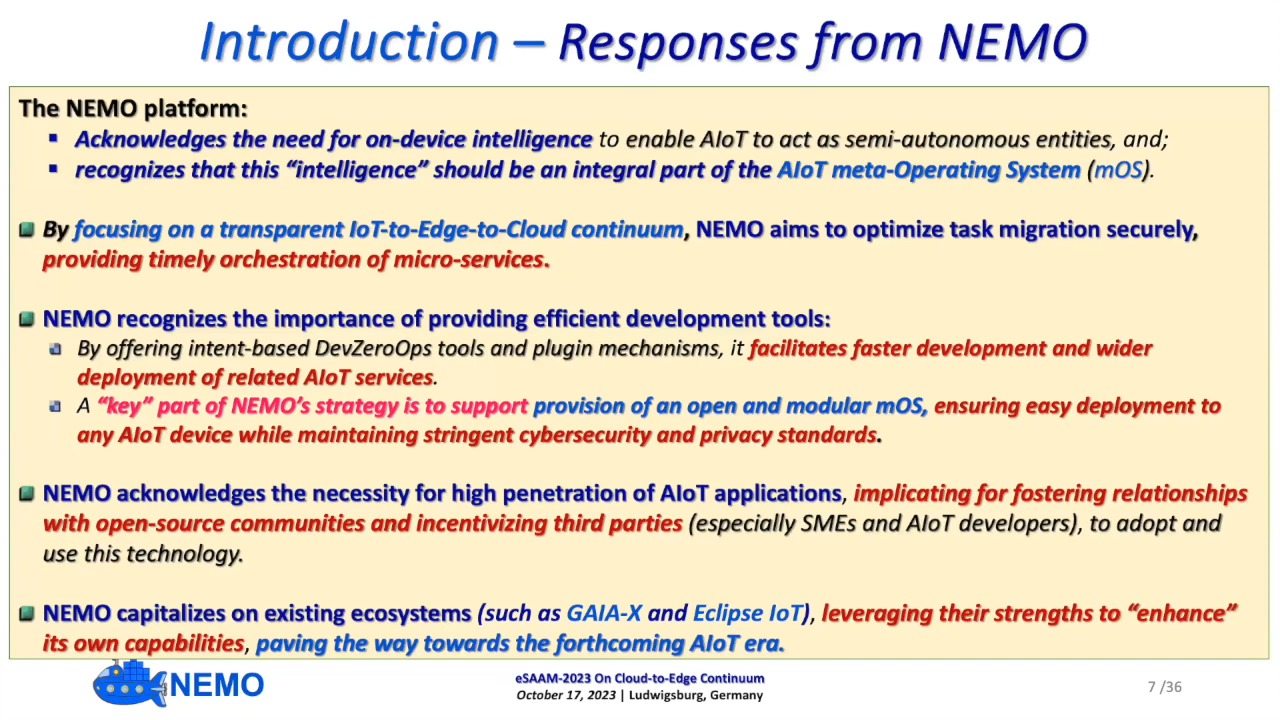 Introduction – Responses from NEMO
The NEMO platform:
▪ Acknowledges the need for on-device intelligence to enable AIoT to act as semi-autonomous entities, and;
▪ recognizes that this “intelligence” should be an integral part of the AIoT meta-Operating System (mOS).
By focusing on a transparent IoT-to-Edge-to-Cloud continuum, NEMO aims to optimize task migration securely,
providing timely orchestration of micro-services.
NEMO recognizes the importance of providing efficient development tools:
By offering intent-based DevZeroOps tools and plugin mechanisms, it facilitates faster development and wider
deployment of related AIoT services.
A “key” part of NEMO’s strategy is to support provision of an open and modular mOS, ensuring easy deployment to
any AIoT device while maintaining stringent cybersecurity and privacy standards.
NEMO acknowledges the necessity for high penetration of AIoT applications, implicating for fostering relationships
with open-source communities and incentivizing third parties (especially SMEs and AIoT developers), to adopt and
use this technology.
NEMO capitalizes on existing ecosystems (such as GAIA-X and Eclipse IoT), leveraging their strengths to “enhance”
its own capabilities, paving the way towards the forthcoming AIoT era.
NEMO
eSAAM-2023 On Cloud-to-Edge Continuum
October 17, 2023 | Ludwigsburg, Germany
7 /36